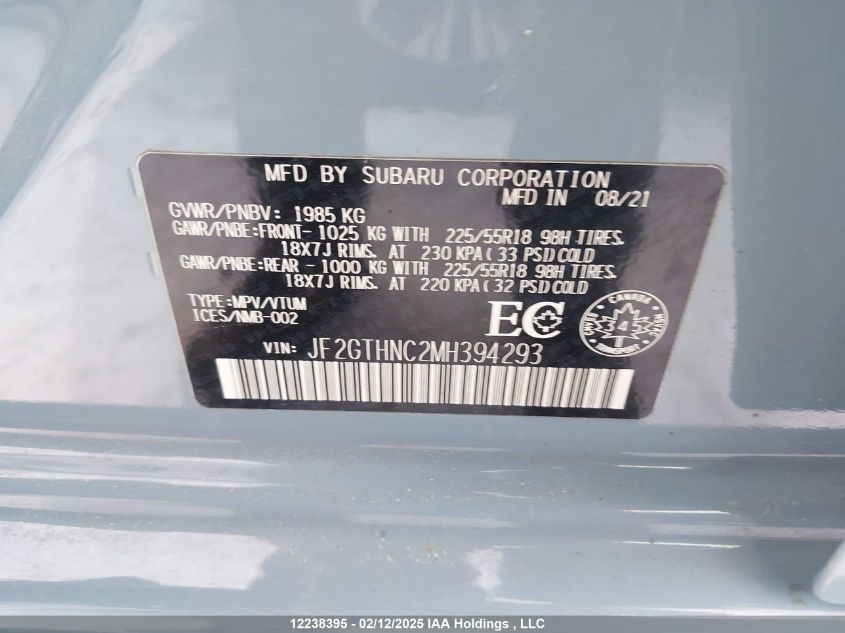 MFD BY SUBARU CORPORATION
MFD IN 08/21
GVWR/PNBV: 1985 KG
GAWR/PNBE:FRONT- 1025 KG WITH 225/55R18 98H TIRES.
18X7J RIMS. AT 230 KPA( 33 PSI)COLD
GAWR/PNBE:REAR - 1000 KG WITH 225/55R18 98H TIRES.
18X7J RIMS. AT 220 KPA( 32 PSI)COLD
TYPE:MPV/VTUM
ICES/NMB-002
EC
CANADA
345
TRANSPORT
VIN: JF2GTHNC2MH394293
12238395 - 02/12/2025 IAA Holdings , LLC